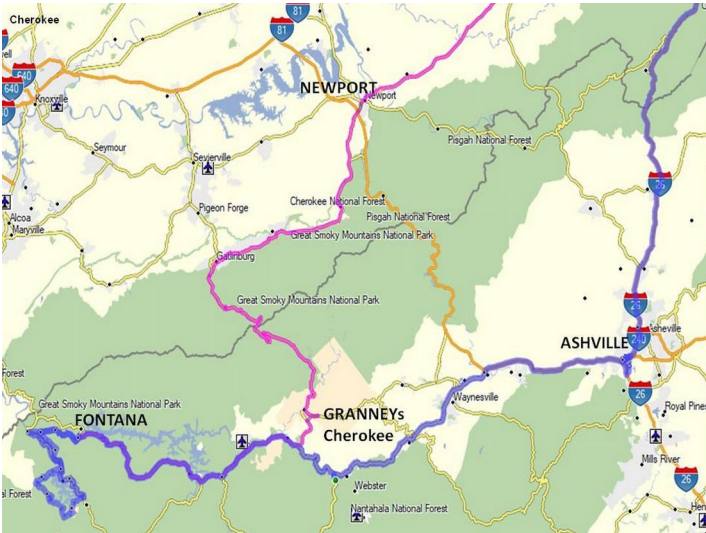 Cherokee
81
81
640
640
NEWPORT
Newport
Knoxville
Pisgah National Forest
Seymour
Sevierville
26
Pigeon Forge
Cherokee National Forest
Alcoa
Pisgah National Forest
Maryville
Great Smoky Mountains National Park
Gatlinburg
Great Smoky Mountains National Park
26
Asheville
ASHVILLE
240
Forest
26
Great Smoky Mountains National Park
Waynesville
Royal Pines
FONTANA
GRANNEYs
Cherokee
Mills River
26
Webster
al Forest
Nantahala National Forest
Hen